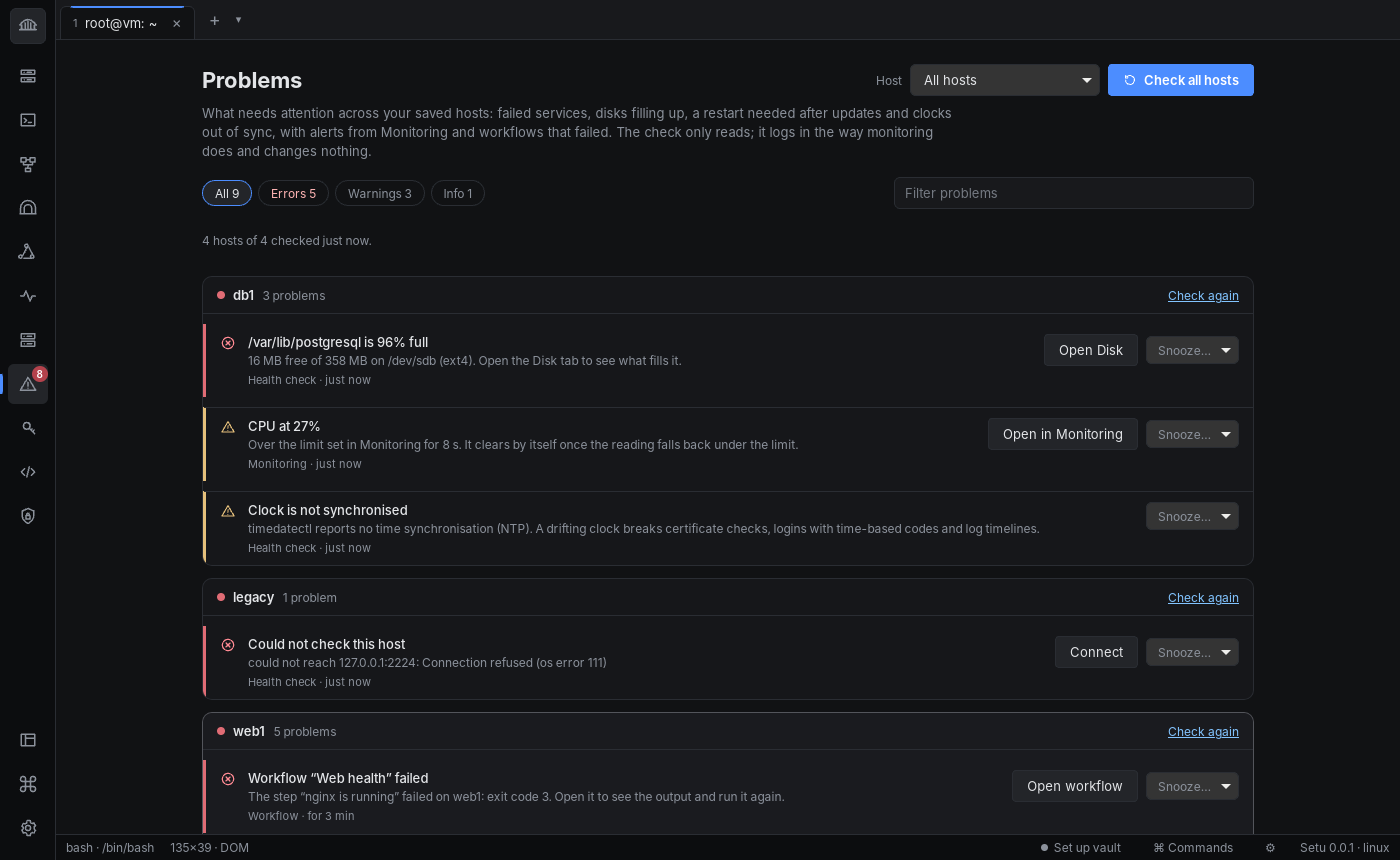 1 root@vm: ~ × + ▾
Problems
Host All hosts Check all hosts
What needs attention across your saved hosts: failed services, disks filling up, a restart needed after updates and clocks
out of sync, with alerts from Monitoring and workflows that failed. The check only reads; it logs in the way monitoring
does and changes nothing.
All 9 Errors 5 Warnings 3 Info 1 Filter problems
4 hosts of 4 checked just now.
8
db1 3 problems Check again
/var/lib/postgresql is 96% full
16 MB free of 358 MB on /dev/sdb (ext4). Open the Disk tab to see what fills it.
Health check · just now
Open Disk Snooze...
CPU at 27%
Over the limit set in Monitoring for 8 s. It clears by itself once the reading falls back under the limit.
Monitoring · just now
Open in Monitoring Snooze...
Clock is not synchronised
timedatectl reports no time synchronisation (NTP). A drifting clock breaks certificate checks, logins with time-based codes and log timelines.
Health check · just now
Snooze...
legacy 1 problem Check again
Could not check this host
could not reach 127.0.0.1:2224: Connection refused (os error 111)
Health check · just now
Connect Snooze...
web1 5 problems Check again
Workflow “Web health” failed
The step “nginx is running” failed on web1: exit code 3. Open it to see the output and run it again.
Workflow · for 3 min
Open workflow Snooze...
bash · /bin/bash 135×39 · DOM Set up vault ⌘ Commands ⚙ Setu 0.0.1 · linux